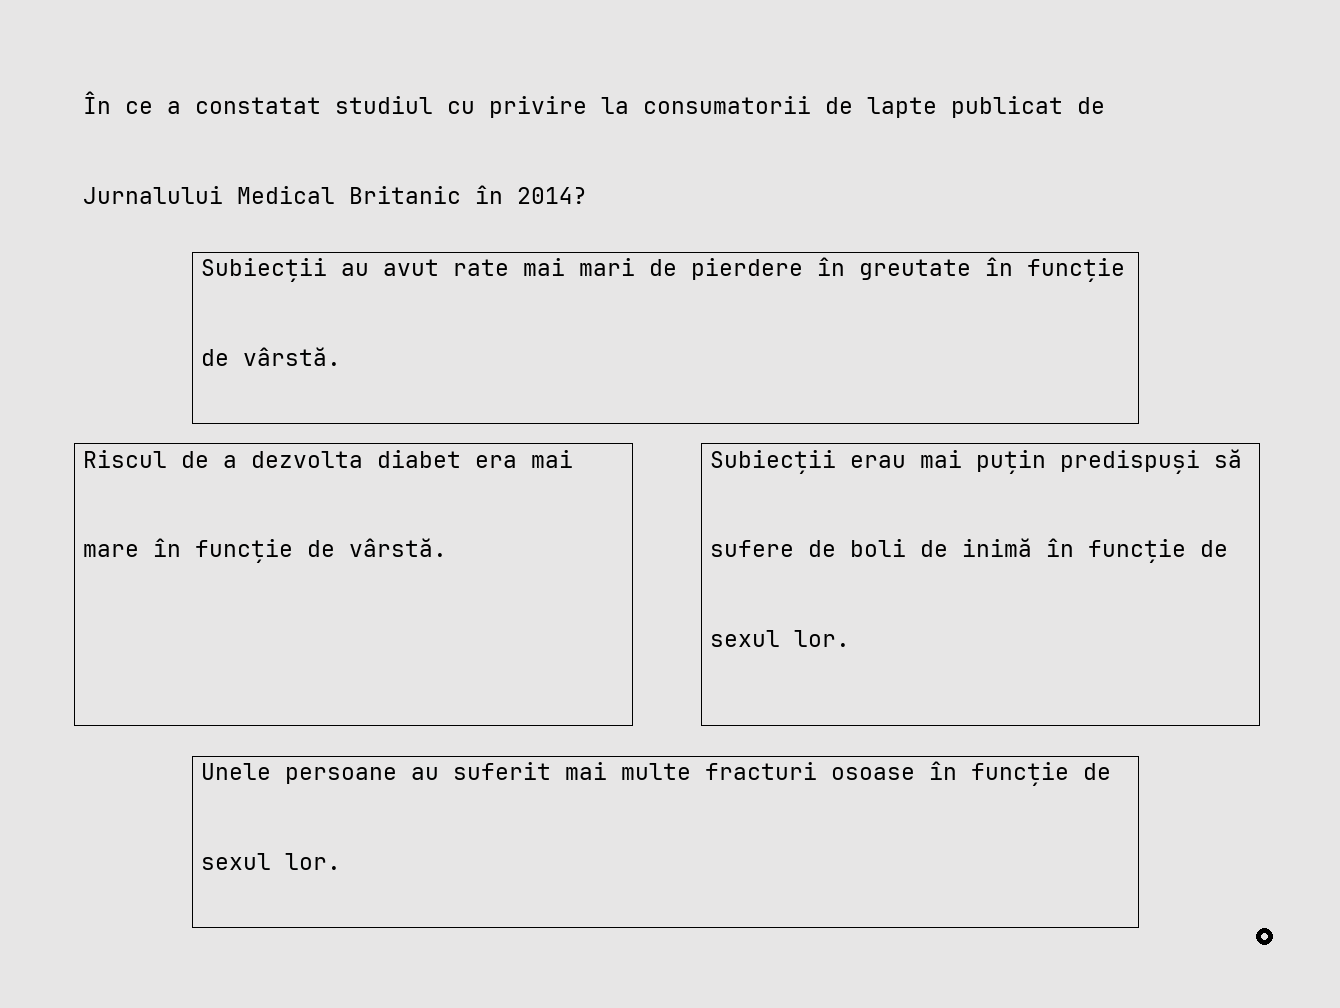 În ce a constatat studiul cu privire la consumatorii de lapte publicat de
Jurnalului Medical Britanic în 2014?
Subiecții au avut rate mai mari de pierdere în greutate în funcție
de vârstă.
Riscul de a dezvolta diabet era mai
mare în funcție de vârstă.
Subiecții erau mai puțin predispuși să
sufere de boli de inimă în funcție de
sexul lor.
Unele persoane au suferit mai multe fracturi osoase în funcție de
sexul lor.